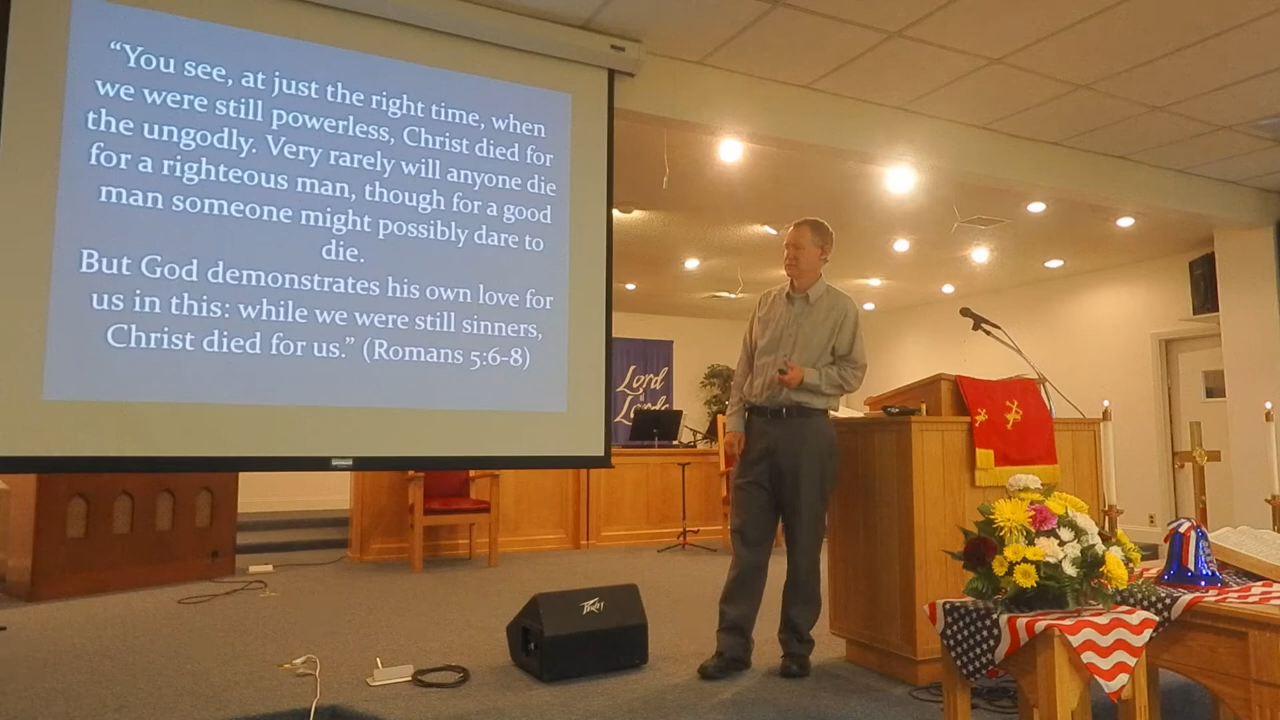 “You see, at just the right time, when
we were still powerless, Christ died for
the ungodly. Very rarely will anyone die
for a righteous man, though for a good
man someone might possibly dare to
die.
But God demonstrates his own love for
us in this: while we were still sinners,
Christ died for us.” (Romans 5:6-8)
Lord
of
Lords
Peavey